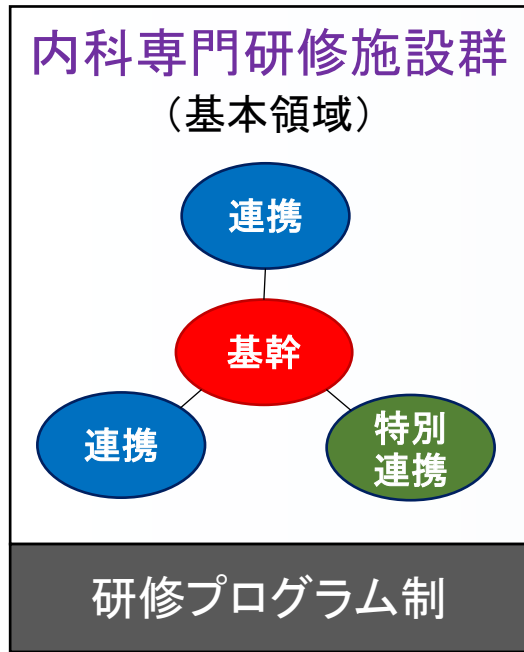 内科専門研修施設群
（基本領域）
連携
基幹
連携
特別
連携
研修プログラム制